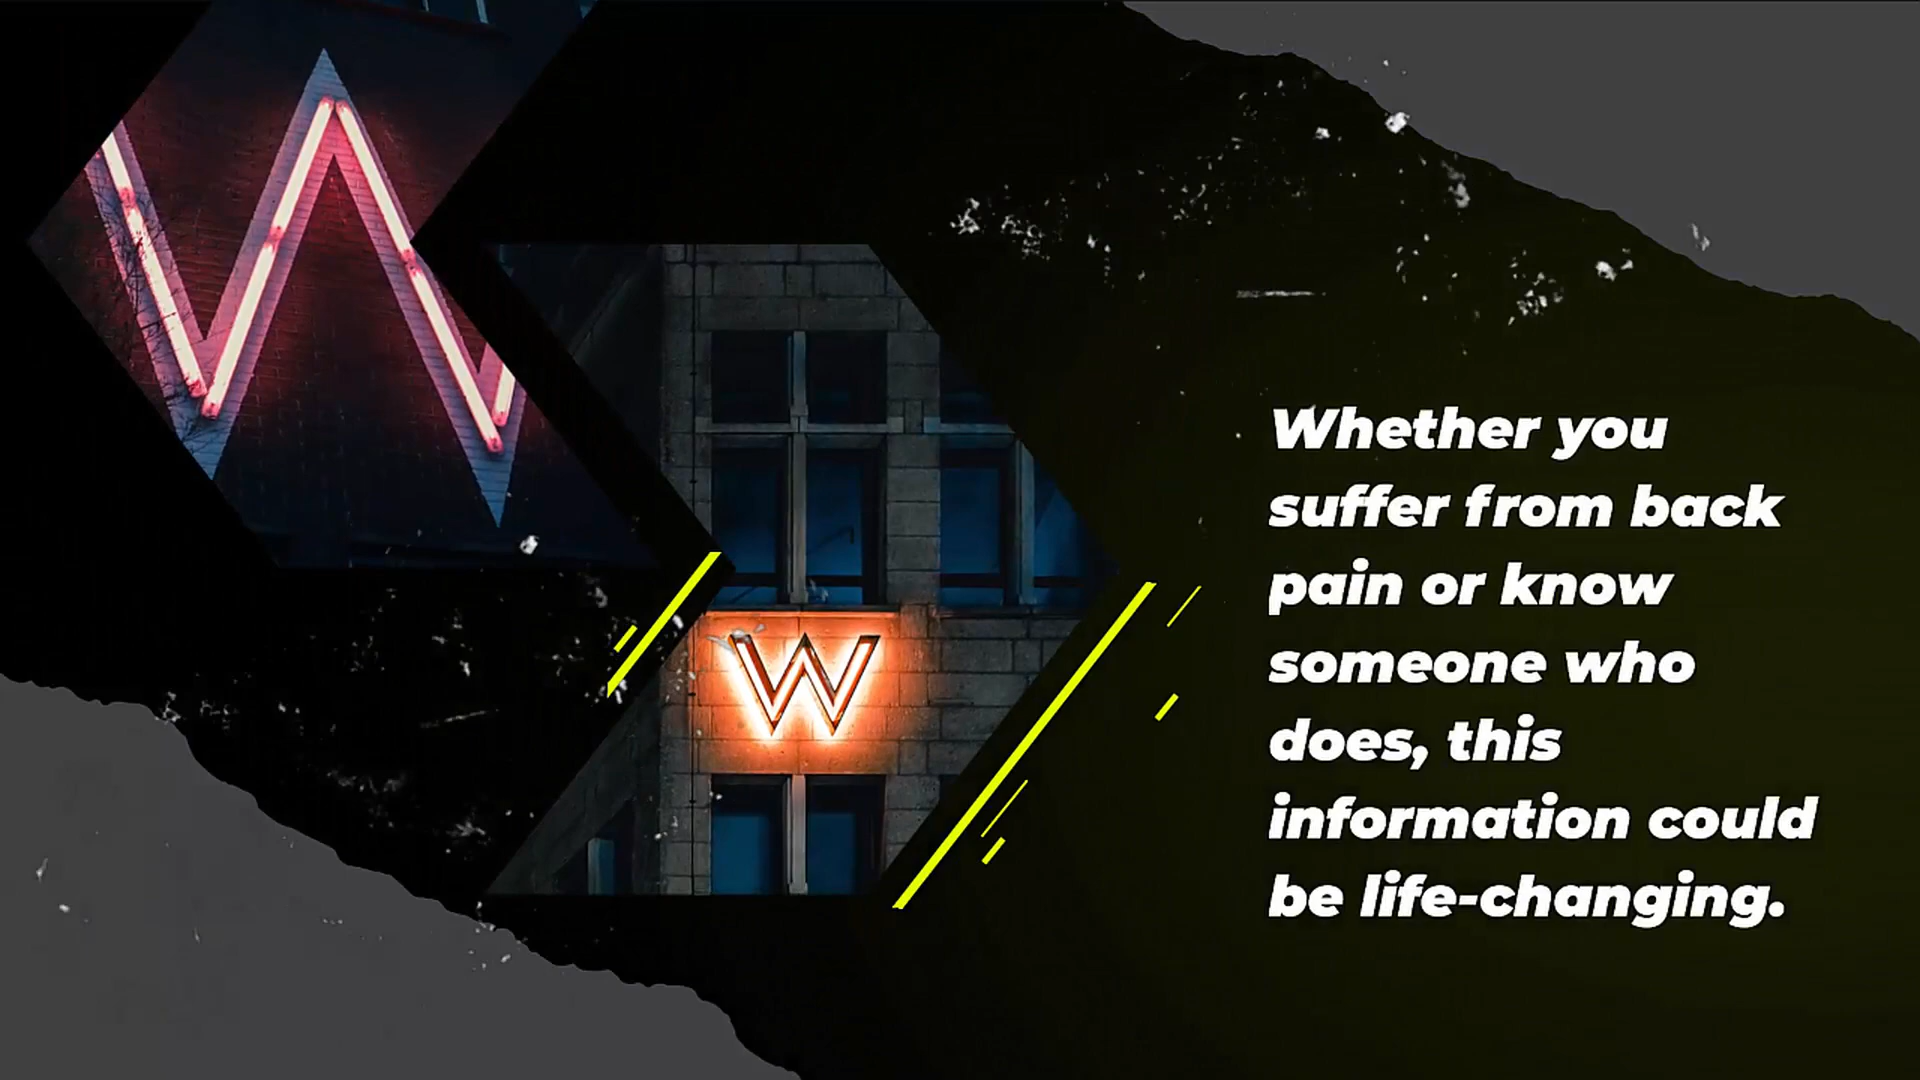 W
W
Whether you
suffer from back
pain or know
someone who
does, this
information could
be life-changing.